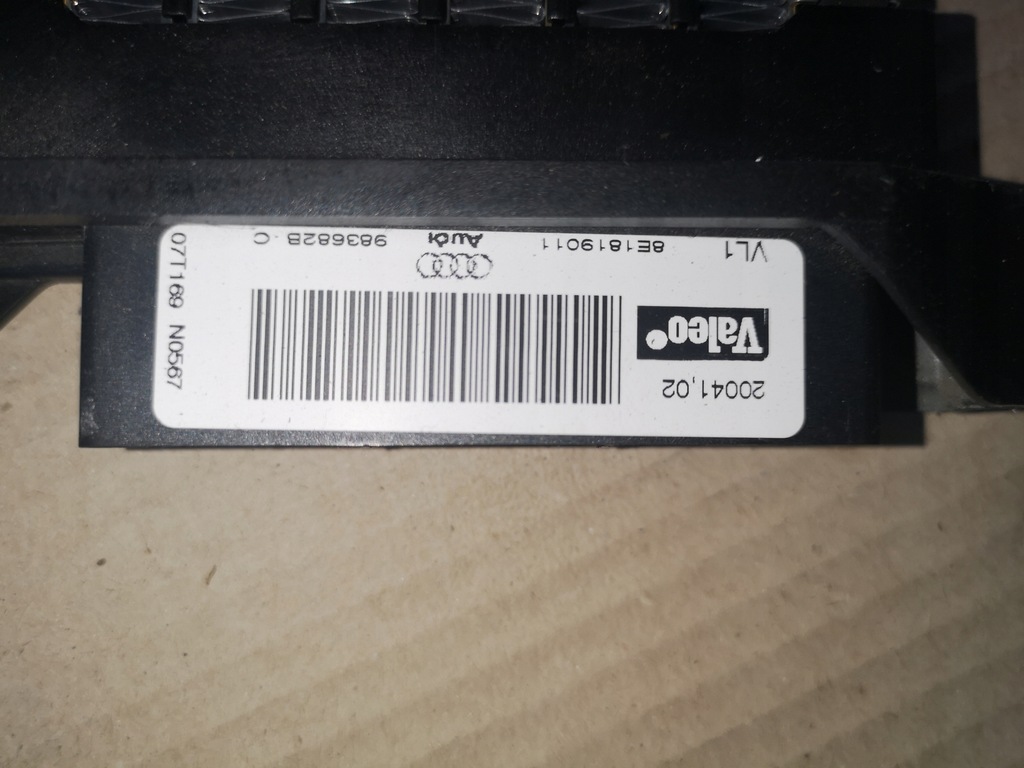 20041,02
Valeo
VL1 8E1819011 Audi 983682B - C
07T169 N0567